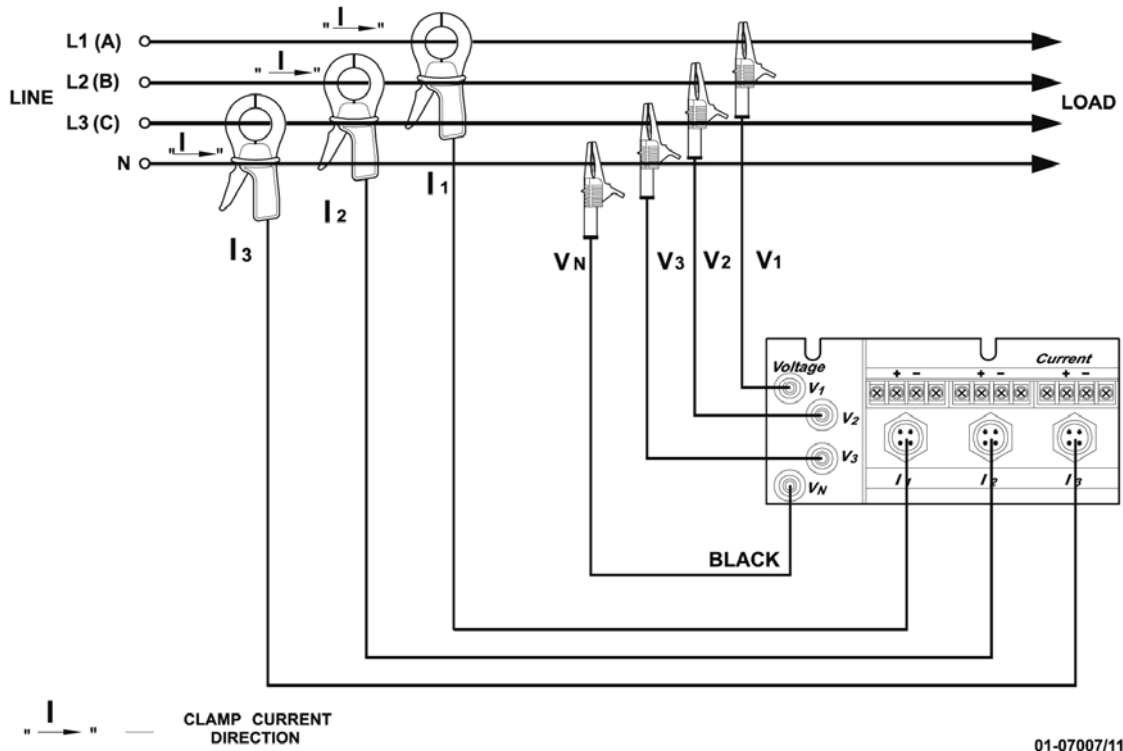 " I "
L1 (A)
" I "
L2 (B)
LINE
LOAD
L3 (C)
" I "
N
I1
I2
I3
VN
V3
V2
V1
Voltage
Current
+ -
+ -
+ -
V1
V2
V3
VN
I1
I2
I3
BLACK
" I " — CLAMP CURRENT
DIRECTION
01-07007/11